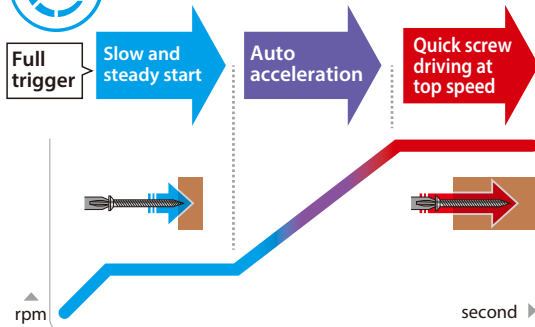 Full
trigger
Slow and
steady start
Auto
acceleration
Quick screw
driving at
top speed
rpm
second